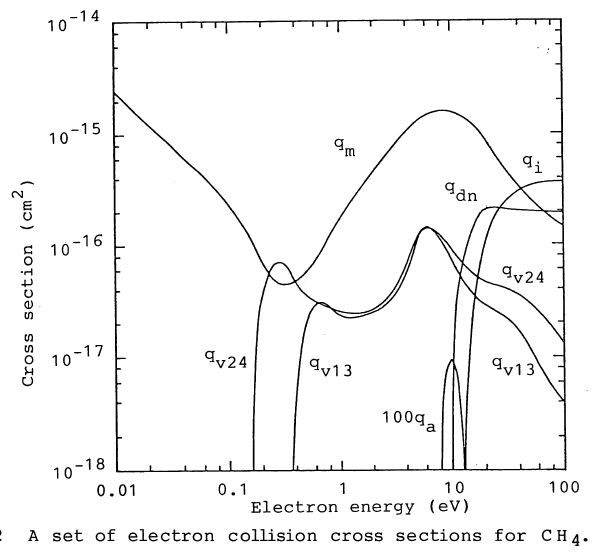 10^-14
10^-15
10^-16
10^-17
10^-18
Cross section (cm^2)
q_m
q_i
q_dn
q_v24
q_v24
q_v13
q_v13
100q_a
0.01 0.1 1 10 100
Electron energy (eV)
2 A set of electron collision cross sections for CH_4.